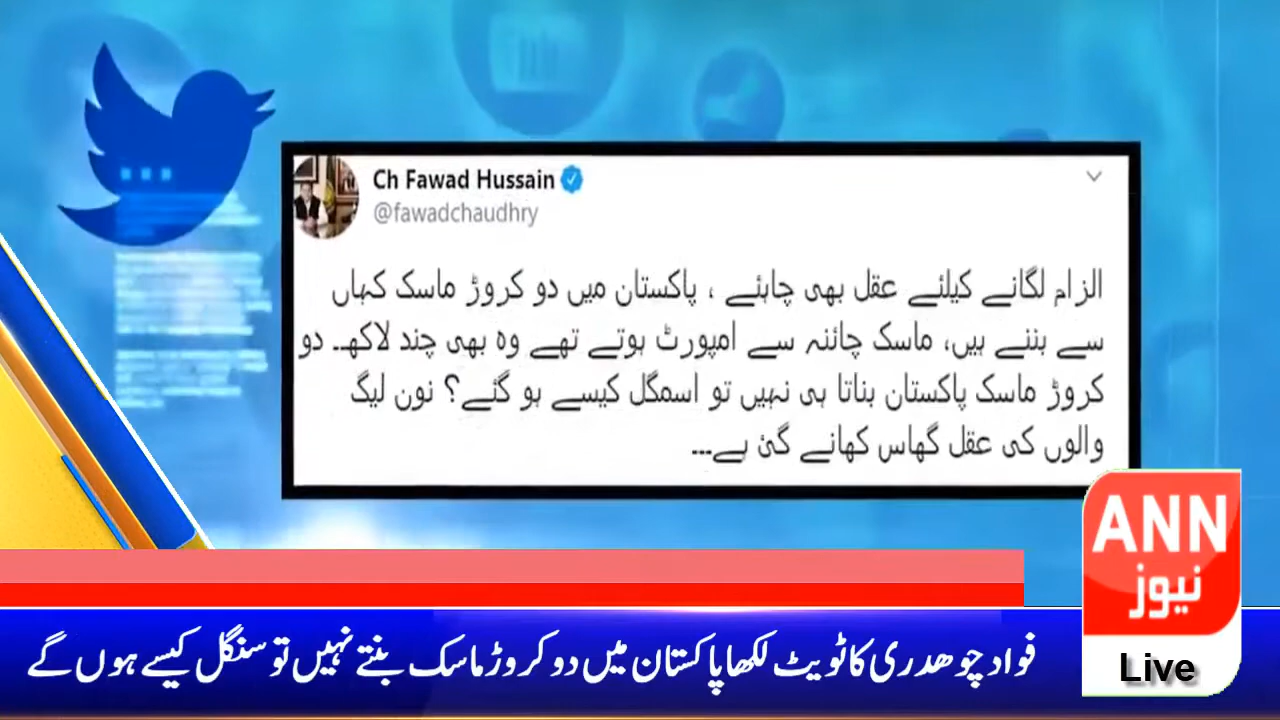 Ch Fawad Hussain
@fawadchaudhry
الزام لگانے کیلئے عقل بھی چاہئے ، پاکستان میں دو کروڑ ماسک کہاں
سے بننے ہیں، ماسک چائنہ سے امپورٹ ہوتے تھے وہ بھی چند لاکھ۔۔ دو
کروڑ ماسک پاکستان بناتا ہی نہیں تو اسمگل کیسے ہو گئے؟ نون لیگ
والوں کی عقل گھاس کھانے گئ ہے۔۔۔
ANN
نیوز
Live
فواد چوھدری کا ٹویٹ لکھا پاکستان میں دو کروڑ ماسک بنتے نہیں تو سنگل کیسے ہوں گے